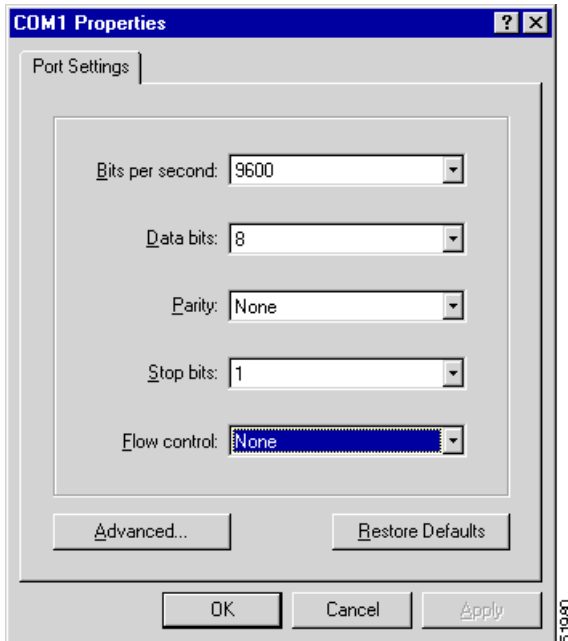 COM1 Properties
Port Settings
Bits per second: 9600
Data bits: 8
Parity: None
Stop bits: 1
Flow control: None
Advanced... Restore Defaults
OK Cancel Apply
51980